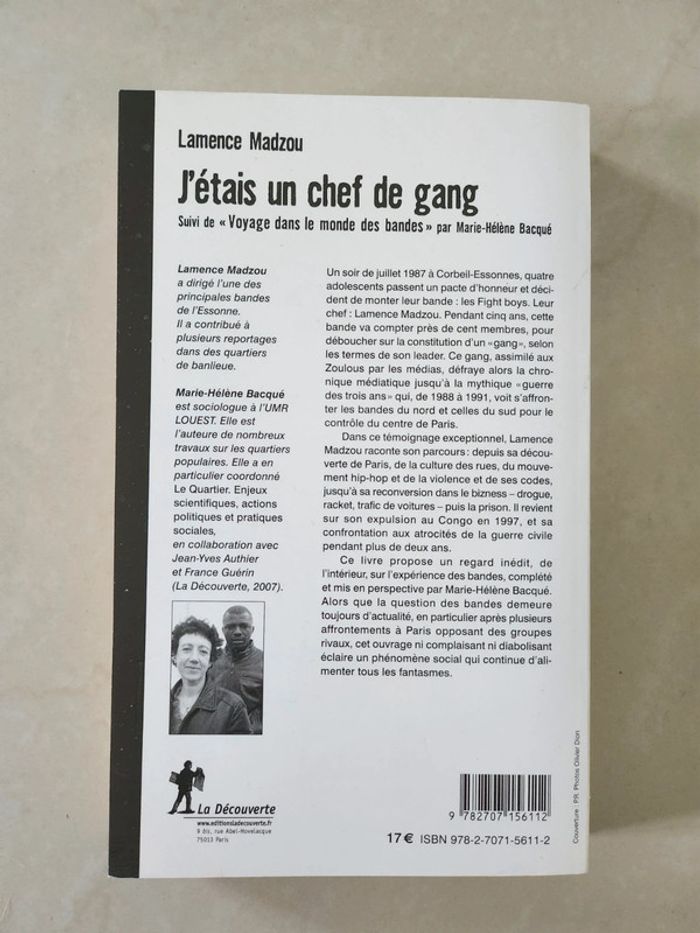 Lamence Madzou
J'étais un chef de gang
Suivi de « Voyage dans le monde des bandes » par Marie-Hélène Bacqué
Lamence Madzou
a dirigé l'une des
principales bandes
de l'Essonne.
Il a contribué à
plusieurs reportages
dans des quartiers
de banlieue.
Marie-Hélène Bacqué
est sociologue à l'UMR
LOUEST. Elle est
l'auteure de nombreux
travaux sur les quartiers
populaires. Elle a en
particulier coordonné
Le Quartier. Enjeux
scientifiques, actions
politiques et pratiques
sociales,
en collaboration avec
Jean-Yves Authier
et France Guérin
(La Découverte, 2007).
Un soir de juillet 1987 à Corbeil-Essonnes, quatre
adolescents passent un pacte d'honneur et déci-
dent de monter leur bande : les Fight boys. Leur
chef : Lamence Madzou. Pendant cinq ans, cette
bande va compter près de cent membres, pour
déboucher sur la constitution d'un « gang », selon
les termes de son leader. Ce gang, assimilé aux
Zoulous par les médias, défraye alors la chro-
nique médiatique jusqu'à la mythique « guerre
des trois ans » qui, de 1988 à 1991, voit s'affron-
ter les bandes du nord et celles du sud pour le
contrôle du centre de Paris.
Dans ce témoignage exceptionnel, Lamence
Madzou raconte son parcours : depuis sa décou-
verte de Paris, de la culture des rues, du mouve-
ment hip-hop et de la violence et de ses codes,
jusqu'à sa reconversion dans le bizness – drogue,
racket, trafic de voitures – puis la prison. Il revient
sur son expulsion au Congo en 1997, et sa
confrontation aux atrocités de la guerre civile
pendant plus de deux ans.
Ce livre propose un regard inédit, de
l'intérieur, sur l'expérience des bandes, complété
et mis en perspective par Marie-Hélène Bacqué.
Alors que la question des bandes demeure
toujours d'actualité, en particulier après plusieurs
affrontements à Paris opposant des groupes
rivaux, cet ouvrage ni complaisant ni diabolisant
éclaire un phénomène social qui continue d'ali-
menter tous les fantasmes.
La Découverte
www.editionsladecouverte.fr
9 bis, rue Abel-Hovelacque
75013 Paris
9 782707 156112
17 € ISBN 978-2-7071-5611-2
Couverture : P.R. Photos Olivier Dion